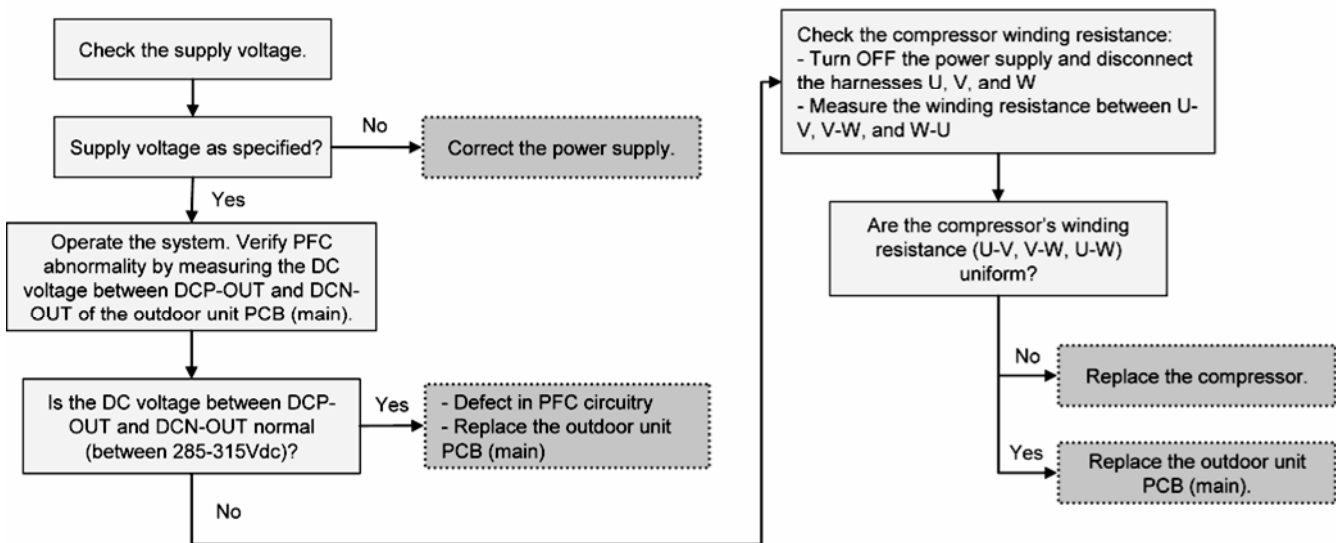 Check the supply voltage.
Supply voltage as specified?
No
Correct the power supply.
Yes
Operate the system. Verify PFC
abnormality by measuring the DC
voltage between DCP-OUT and DCN-
OUT of the outdoor unit PCB (main).
Is the DC voltage between DCP-
OUT and DCN-OUT normal
(between 285-315Vdc)?
Yes
- Defect in PFC circuitry
- Replace the outdoor unit
PCB (main)
No
Check the compressor winding resistance:
- Turn OFF the power supply and disconnect
the harnesses U, V, and W
- Measure the winding resistance between U-
V, V-W, and W-U
Are the compressor's winding
resistance (U-V, V-W, U-W)
uniform?
No
Replace the compressor.
Yes
Replace the outdoor unit
PCB (main).